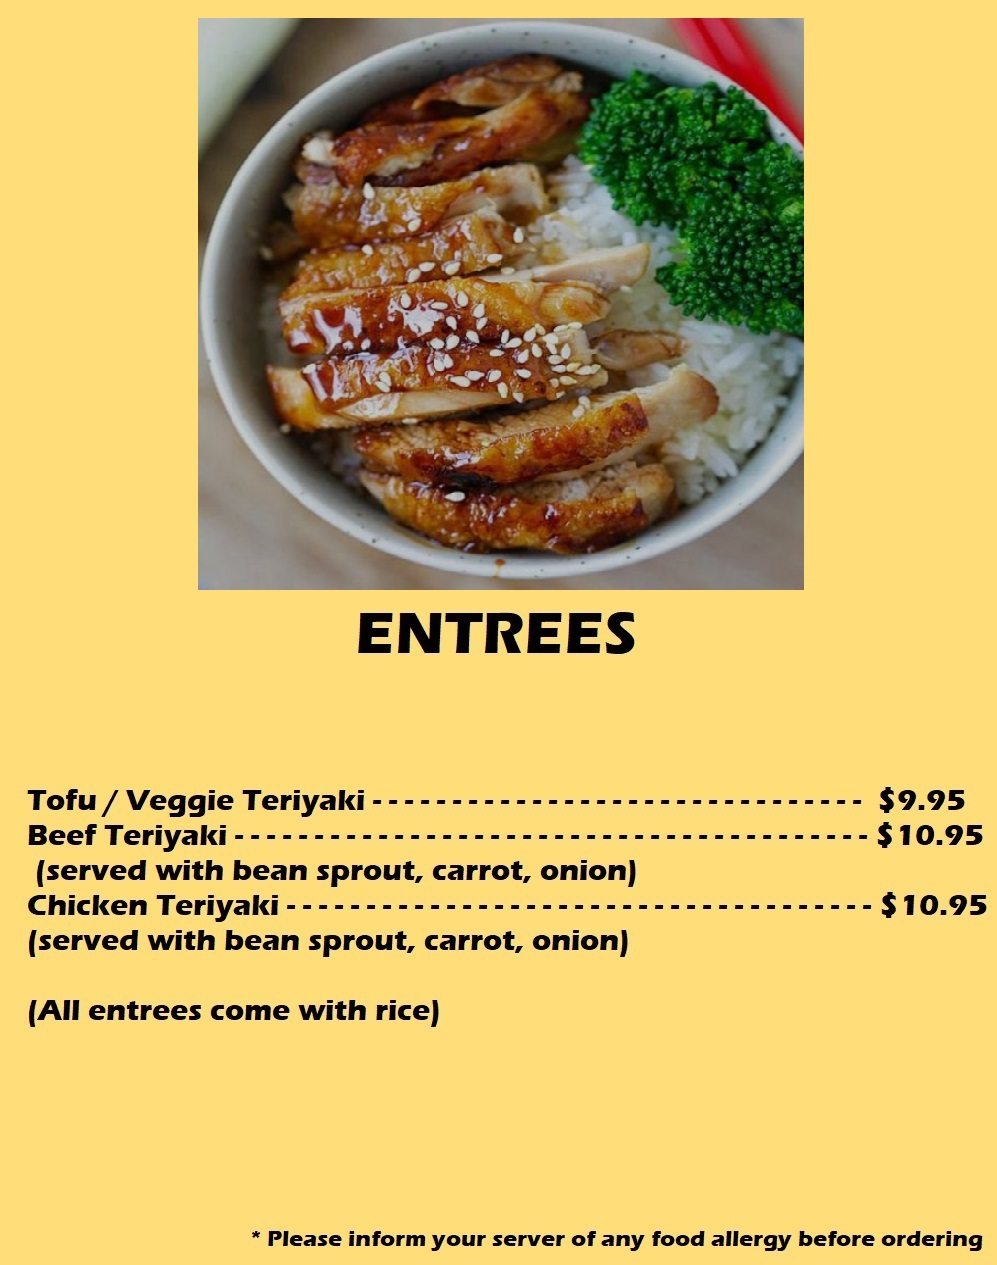 ENTREES
Tofu / Veggie Teriyaki - - - - - - - - - - - - - - - - - - - - - - - - - - - - - - - $9.95
Beef Teriyaki - - - - - - - - - - - - - - - - - - - - - - - - - - - - - - - - - - - - - - - - $10.95
(served with bean sprout, carrot, onion)
Chicken Teriyaki - - - - - - - - - - - - - - - - - - - - - - - - - - - - - - - - - - - - - $10.95
(served with bean sprout, carrot, onion)
(All entrees come with rice)
* Please inform your server of any food allergy before ordering